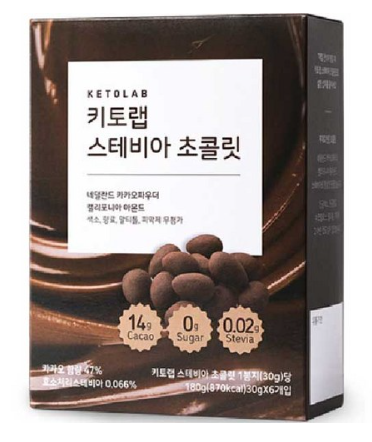 KETOLAB
키토랩
스테비아 초콜릿
네덜란드 카카오파우더
캘리포니아 아몬드
색소, 향료, 말티톨, 피막제 무첨가
14g Cacao
0g Sugar
0.02g Stevia
카카오 함량 47%
효소처리스테비아 0.066%
키토랩 스테비아 초콜릿 1봉지(30g)당
180g(870kcal)30gX6개입